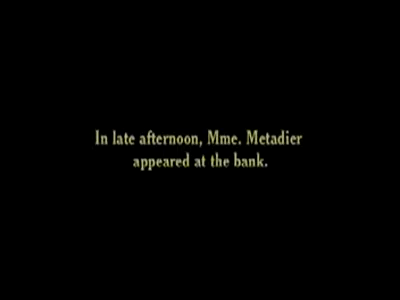 In late afternoon, Mme. Metadier
appeared at the bank.